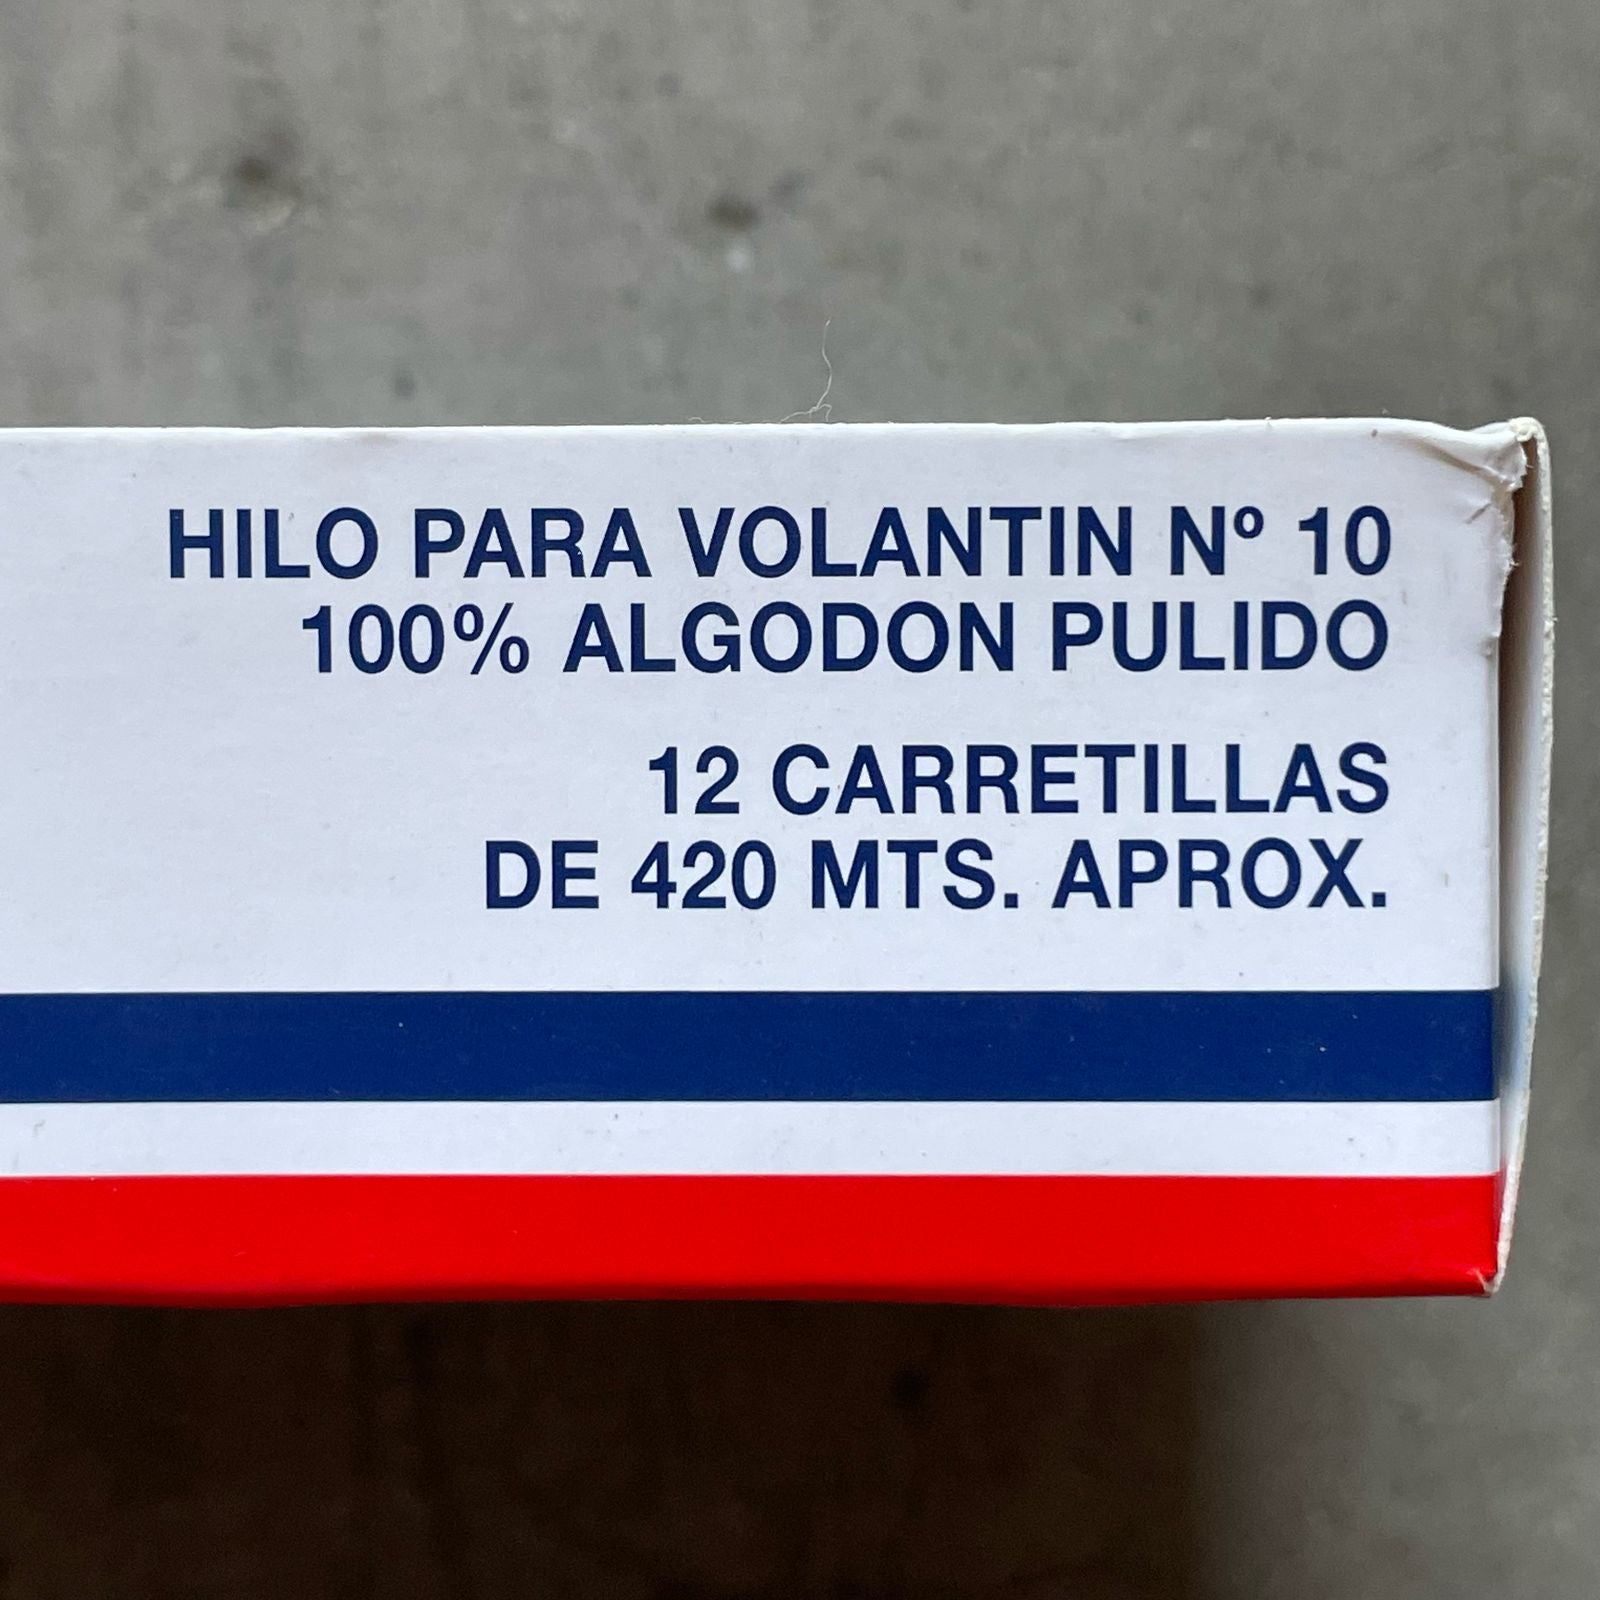 HILO PARA VOLANTIN Nº 10
100% ALGODON PULIDO
12 CARRETILLAS
DE 420 MTS. APROX.